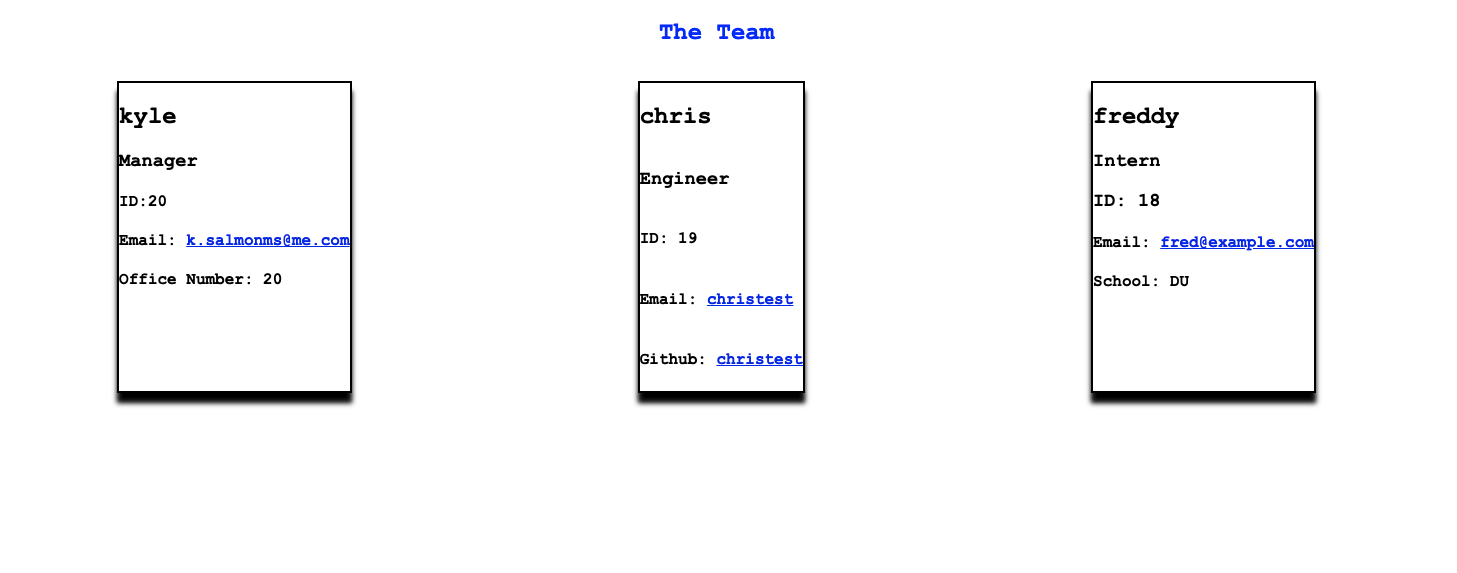 The Team
kyle
Manager
ID:20
Email: k.salmonms@me.com
Office Number: 20
chris
Engineer
ID: 19
Email: christest
Github: christest
freddy
Intern
ID: 18
Email: fred@example.com
School: DU